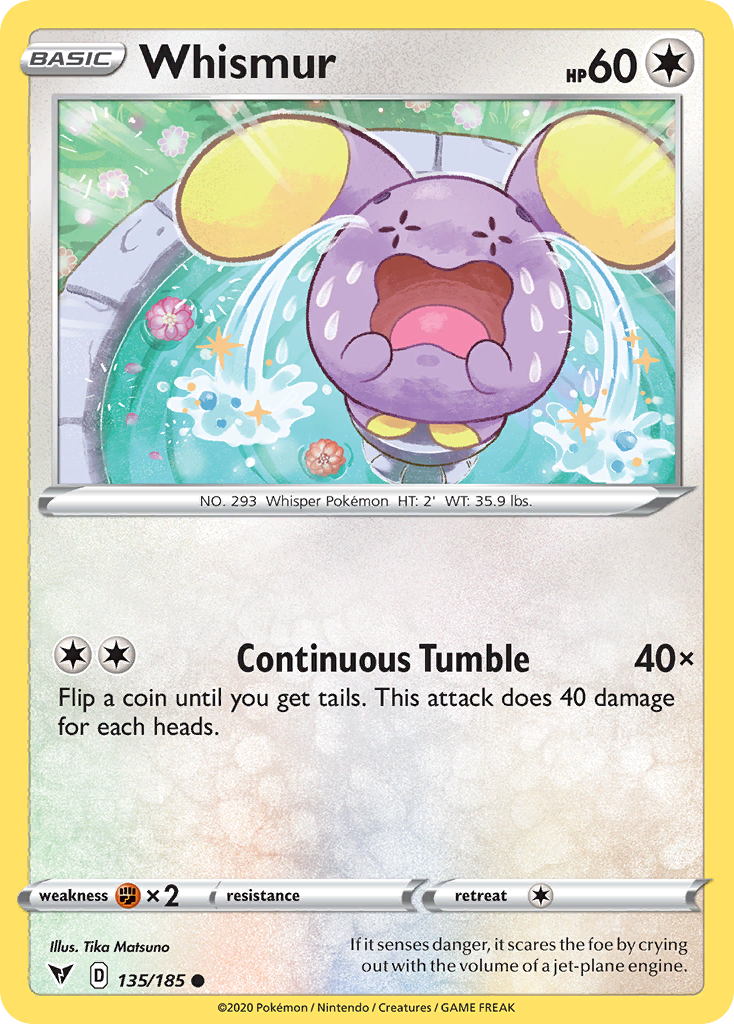 BASIC Whismur HP60
NO. 293 Whisper Pokémon HT: 2' WT: 35.9 lbs.
Continuous Tumble 40×
Flip a coin until you get tails. This attack does 40 damage
for each heads.
weakness ×2 resistance retreat
Illus. Tika Matsuno
If it senses danger, it scares the foe by crying
out with the volume of a jet-plane engine.
D 135/185
©2020 Pokémon / Nintendo / Creatures / GAME FREAK